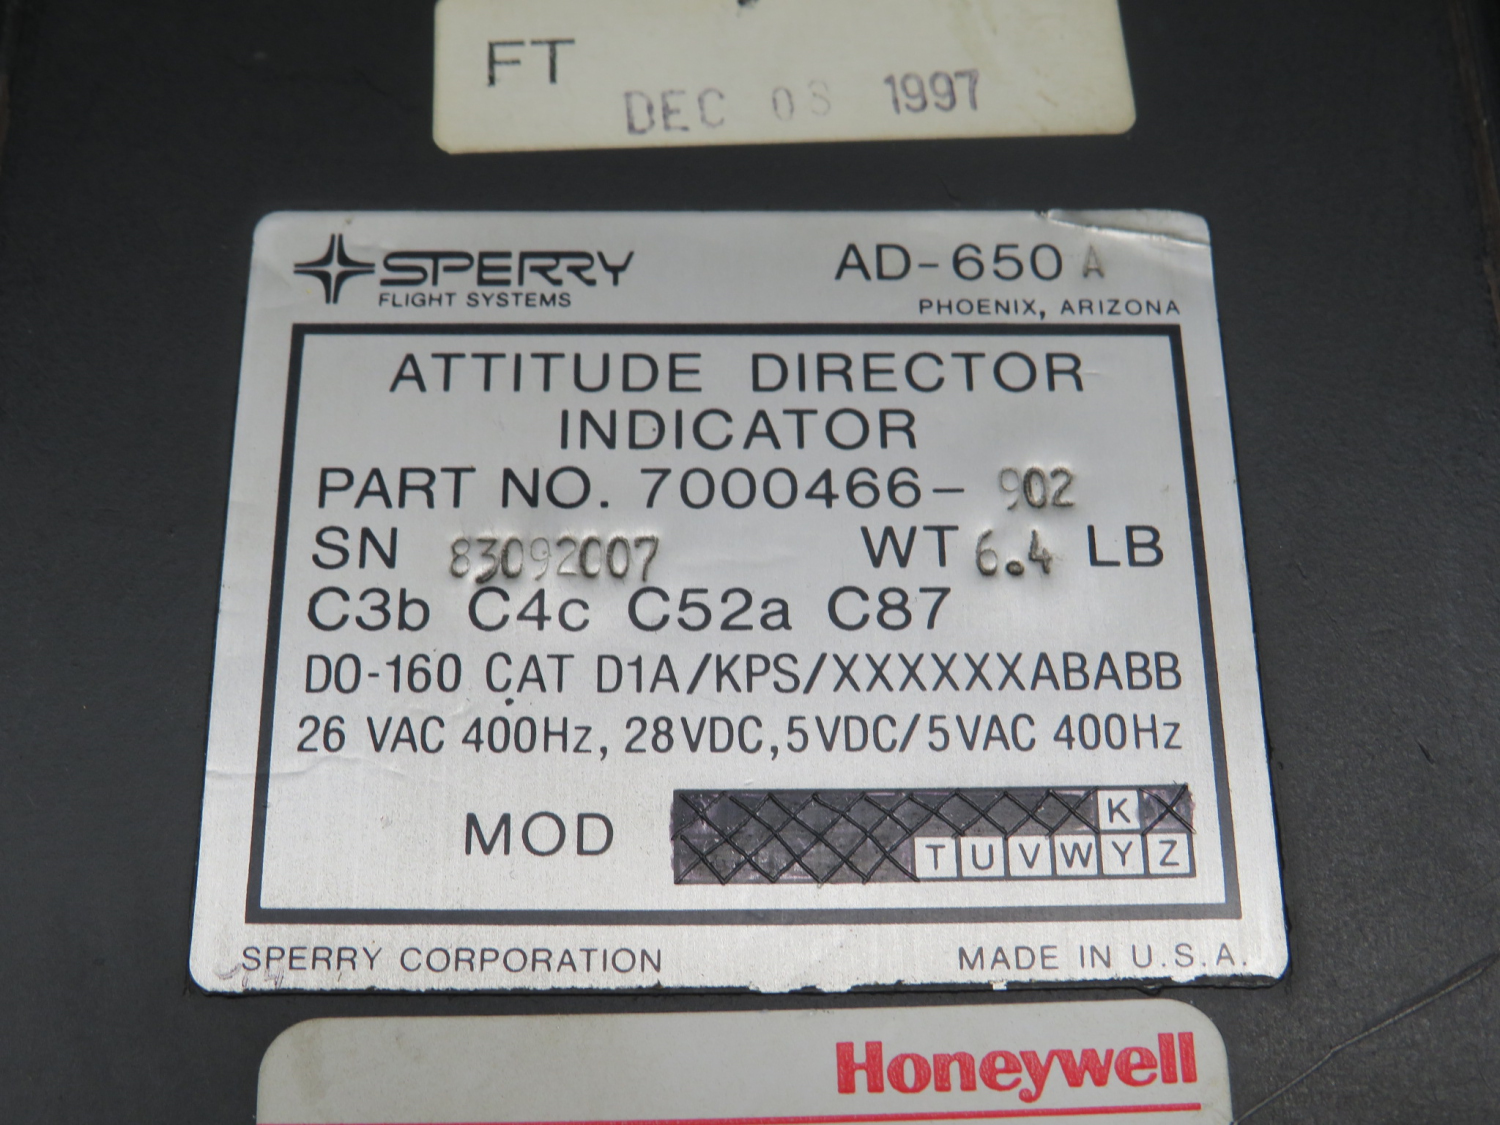 FT
DEC 08 1997
SPERRY
FLIGHT SYSTEMS
AD-650 A
PHOENIX, ARIZONA
ATTITUDE DIRECTOR
INDICATOR
PART NO. 7000466- 902
SN 83092007 WT 6.4 LB
C3b C4c C52a C87
DO-160 CAT D1A/KPS/XXXXXXABABB
26 VAC 400Hz, 28VDC, 5VDC/5VAC 400Hz
MOD
K
T U V W Y Z
SPERRY CORPORATION MADE IN U.S.A.
Honeywell